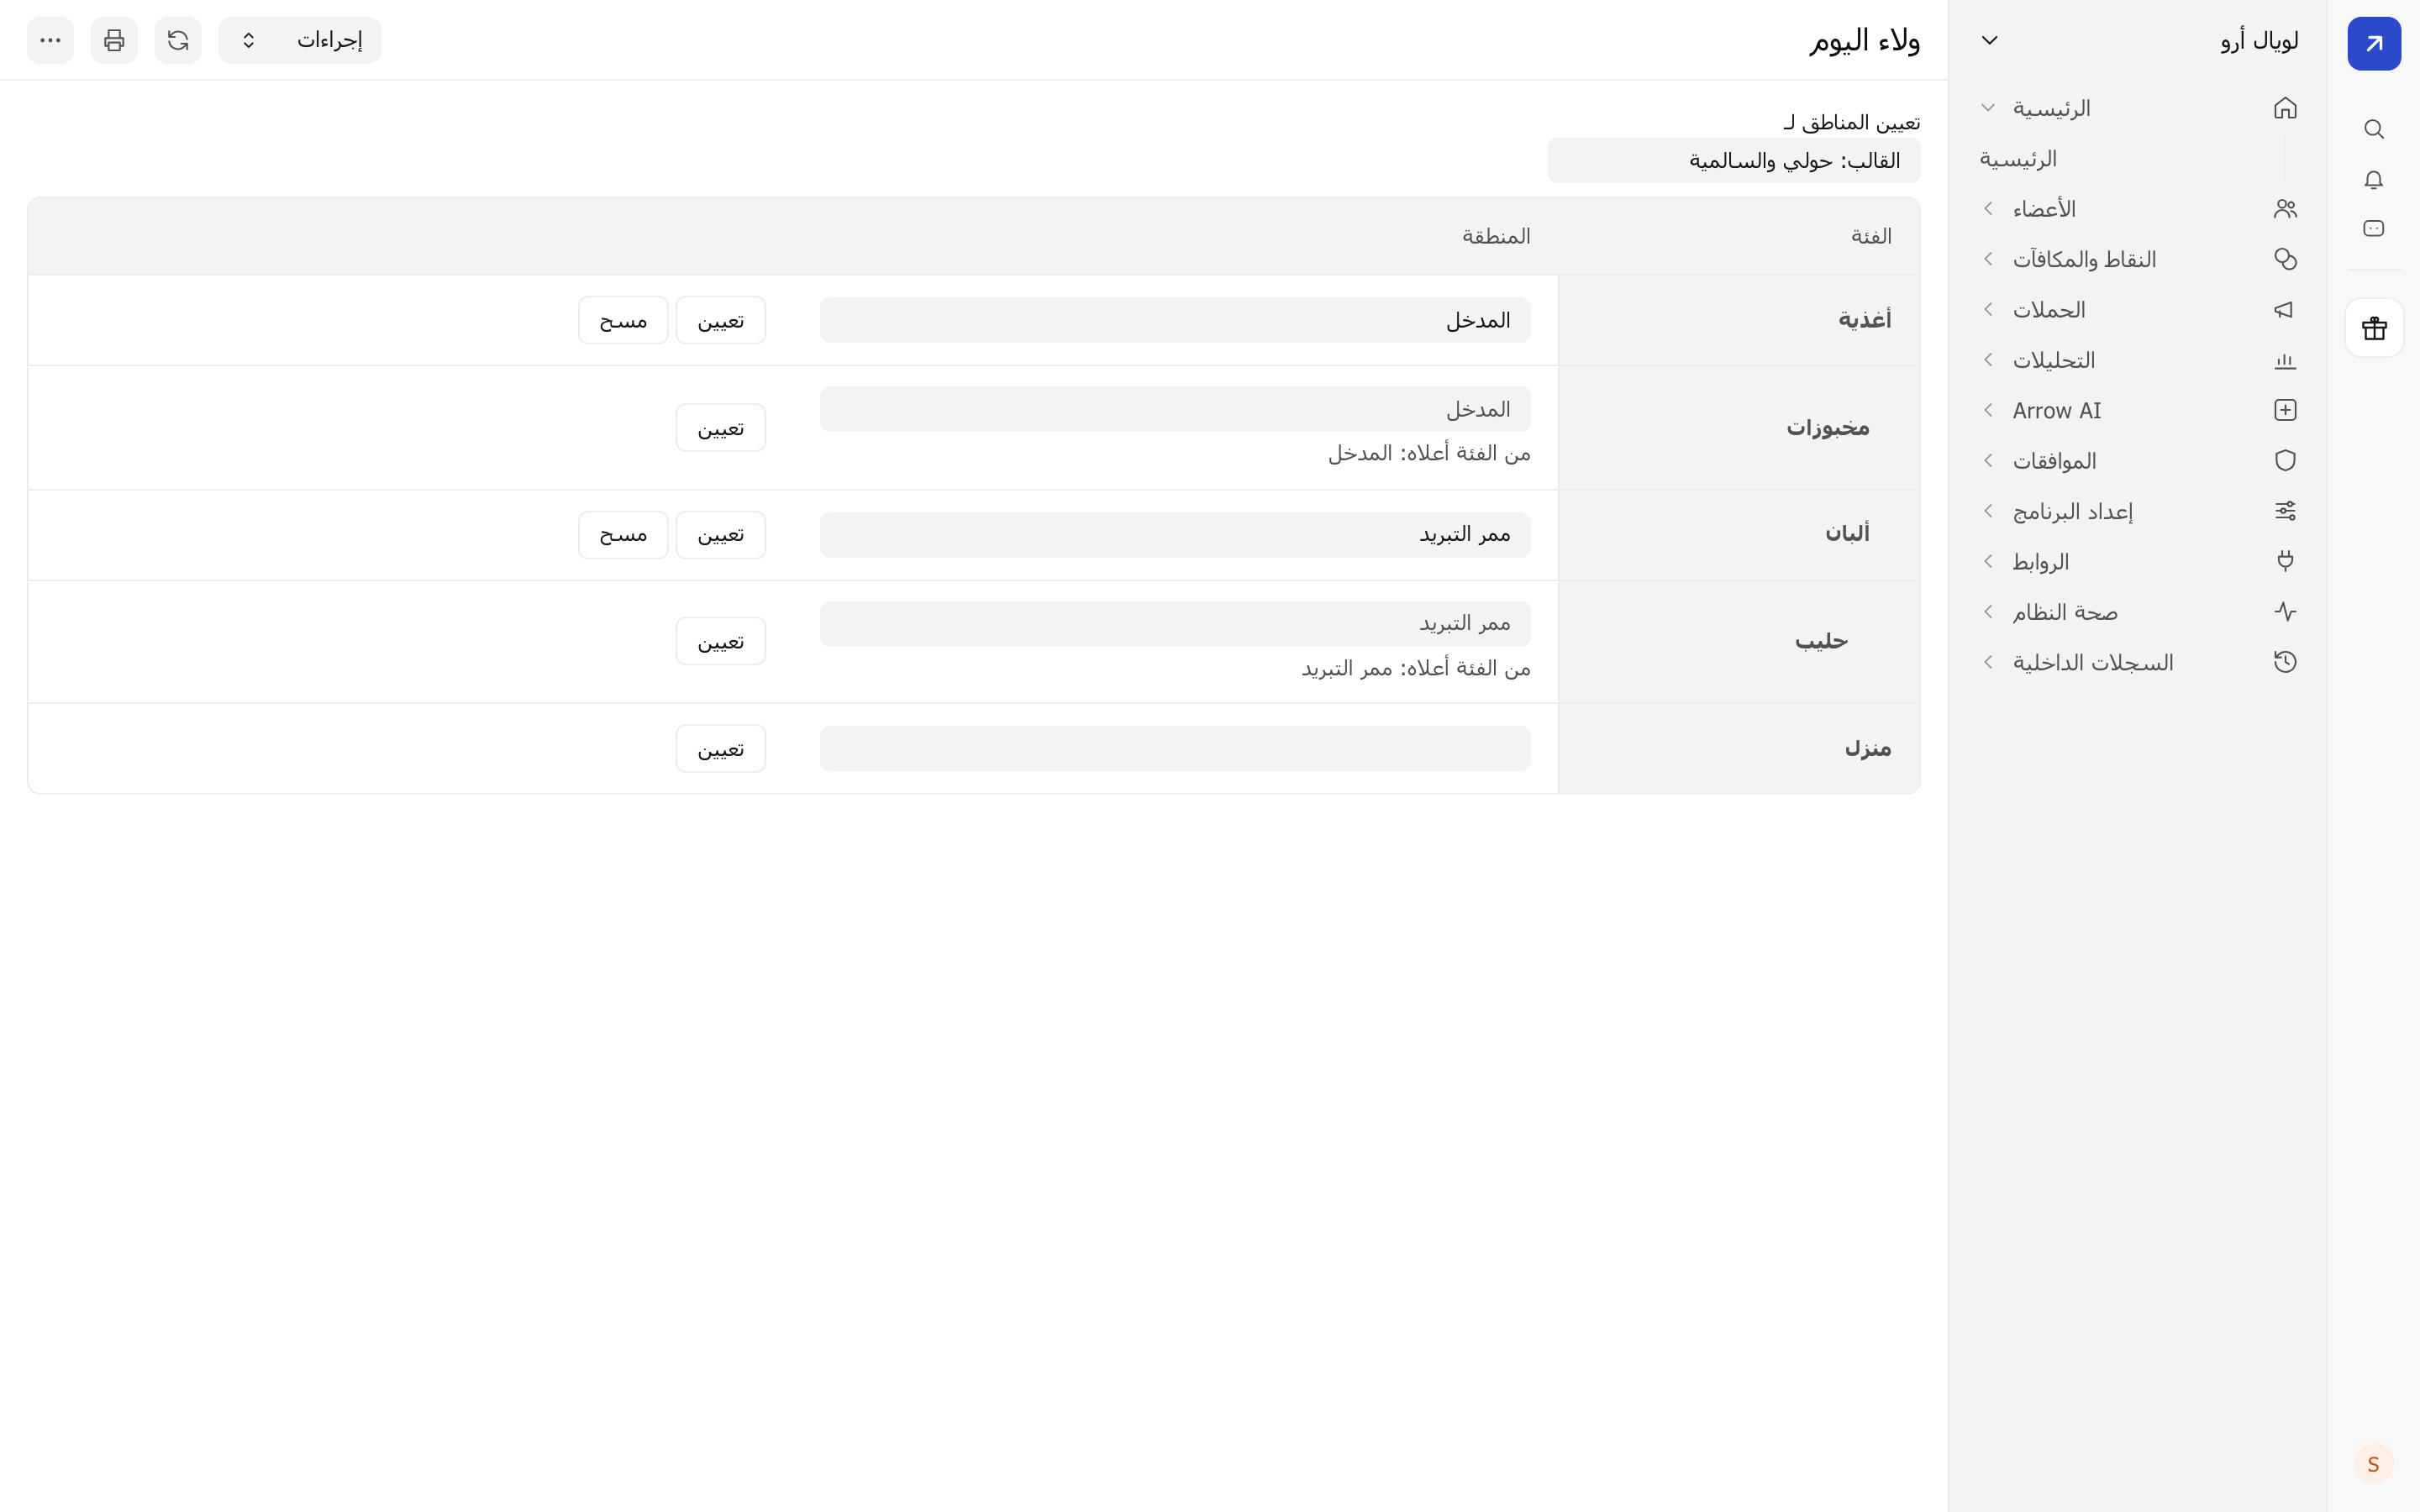 لويال أرو
الرئيسية
الرئيسية
الأعضاء
النقاط والمكافآت
الحملات
التحليلات
Arrow AI
الموافقات
إعداد البرنامج
الروابط
صحة النظام
السجلات الداخلية
S
ولاء اليوم
إجراءات
تعيين المناطق لـ
القالب: حولي والسالمية
الفئة المنطقة
أغذية المدخل تعيين مسح
مخبوزات المدخل تعيين
من الفئة أعلاه: المدخل
ألبان ممر التبريد تعيين مسح
حليب ممر التبريد تعيين
من الفئة أعلاه: ممر التبريد
منزل تعيين